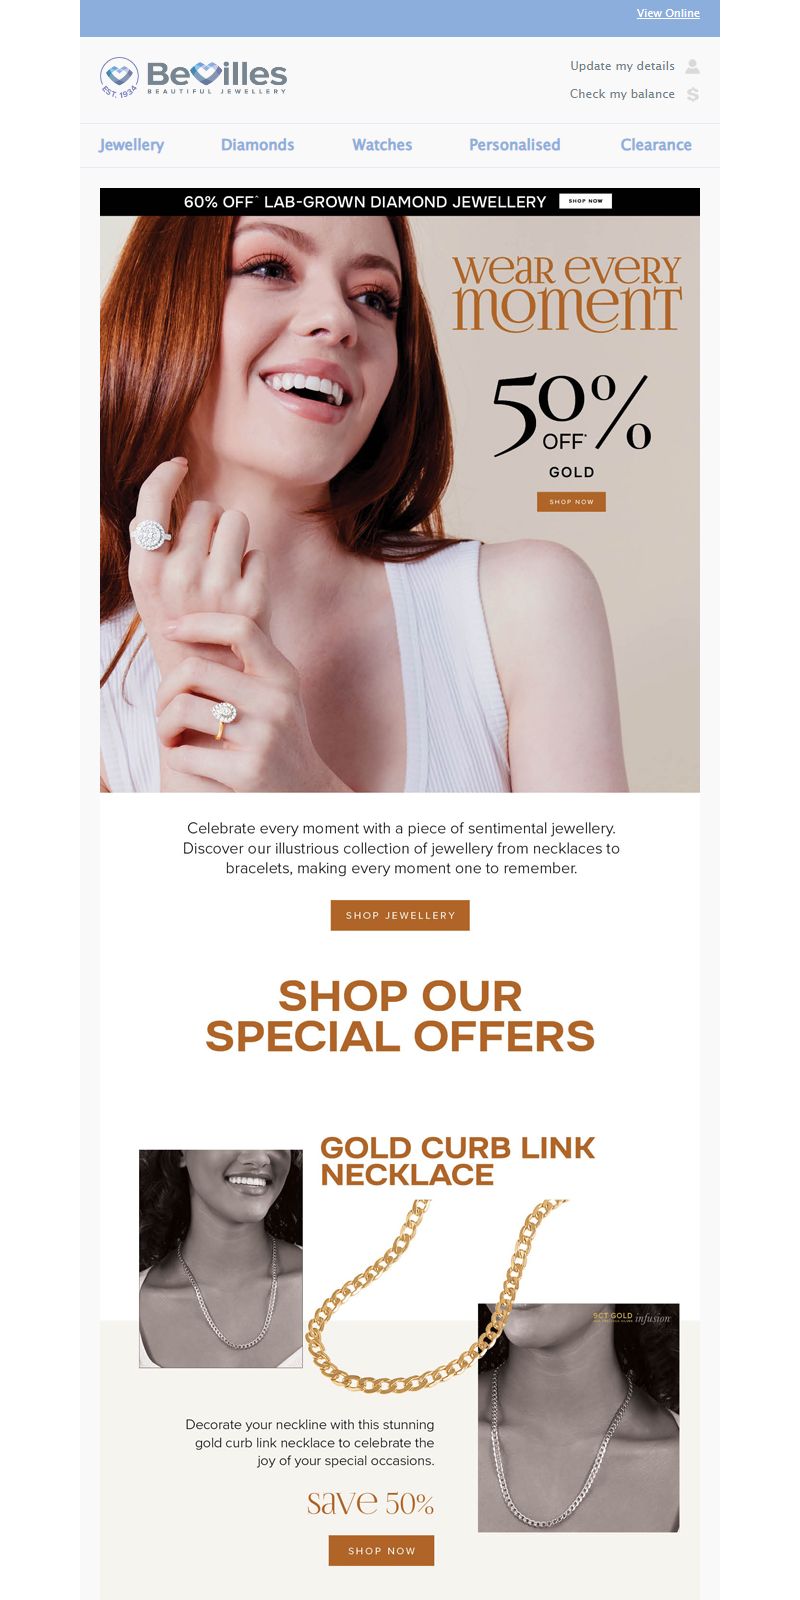 View Online
BeVilles
BEAUTIFUL JEWELLERY
EST. 1934
Update my details
Check my balance
Jewellery Diamonds Watches Personalised Clearance
60% OFF^ LAB-GROWN DIAMOND JEWELLERY SHOP NOW
wear every
moment
50%
OFF*
GOLD
SHOP NOW
Celebrate every moment with a piece of sentimental jewellery.
Discover our illustrious collection of jewellery from necklaces to
bracelets, making every moment one to remember.
SHOP JEWELLERY
SHOP OUR
SPECIAL OFFERS
GOLD CURB LINK
NECKLACE
9CT GOLD infusion
Decorate your neckline with this stunning
gold curb link necklace to celebrate the
joy of your special occasions.
save 50%
SHOP NOW